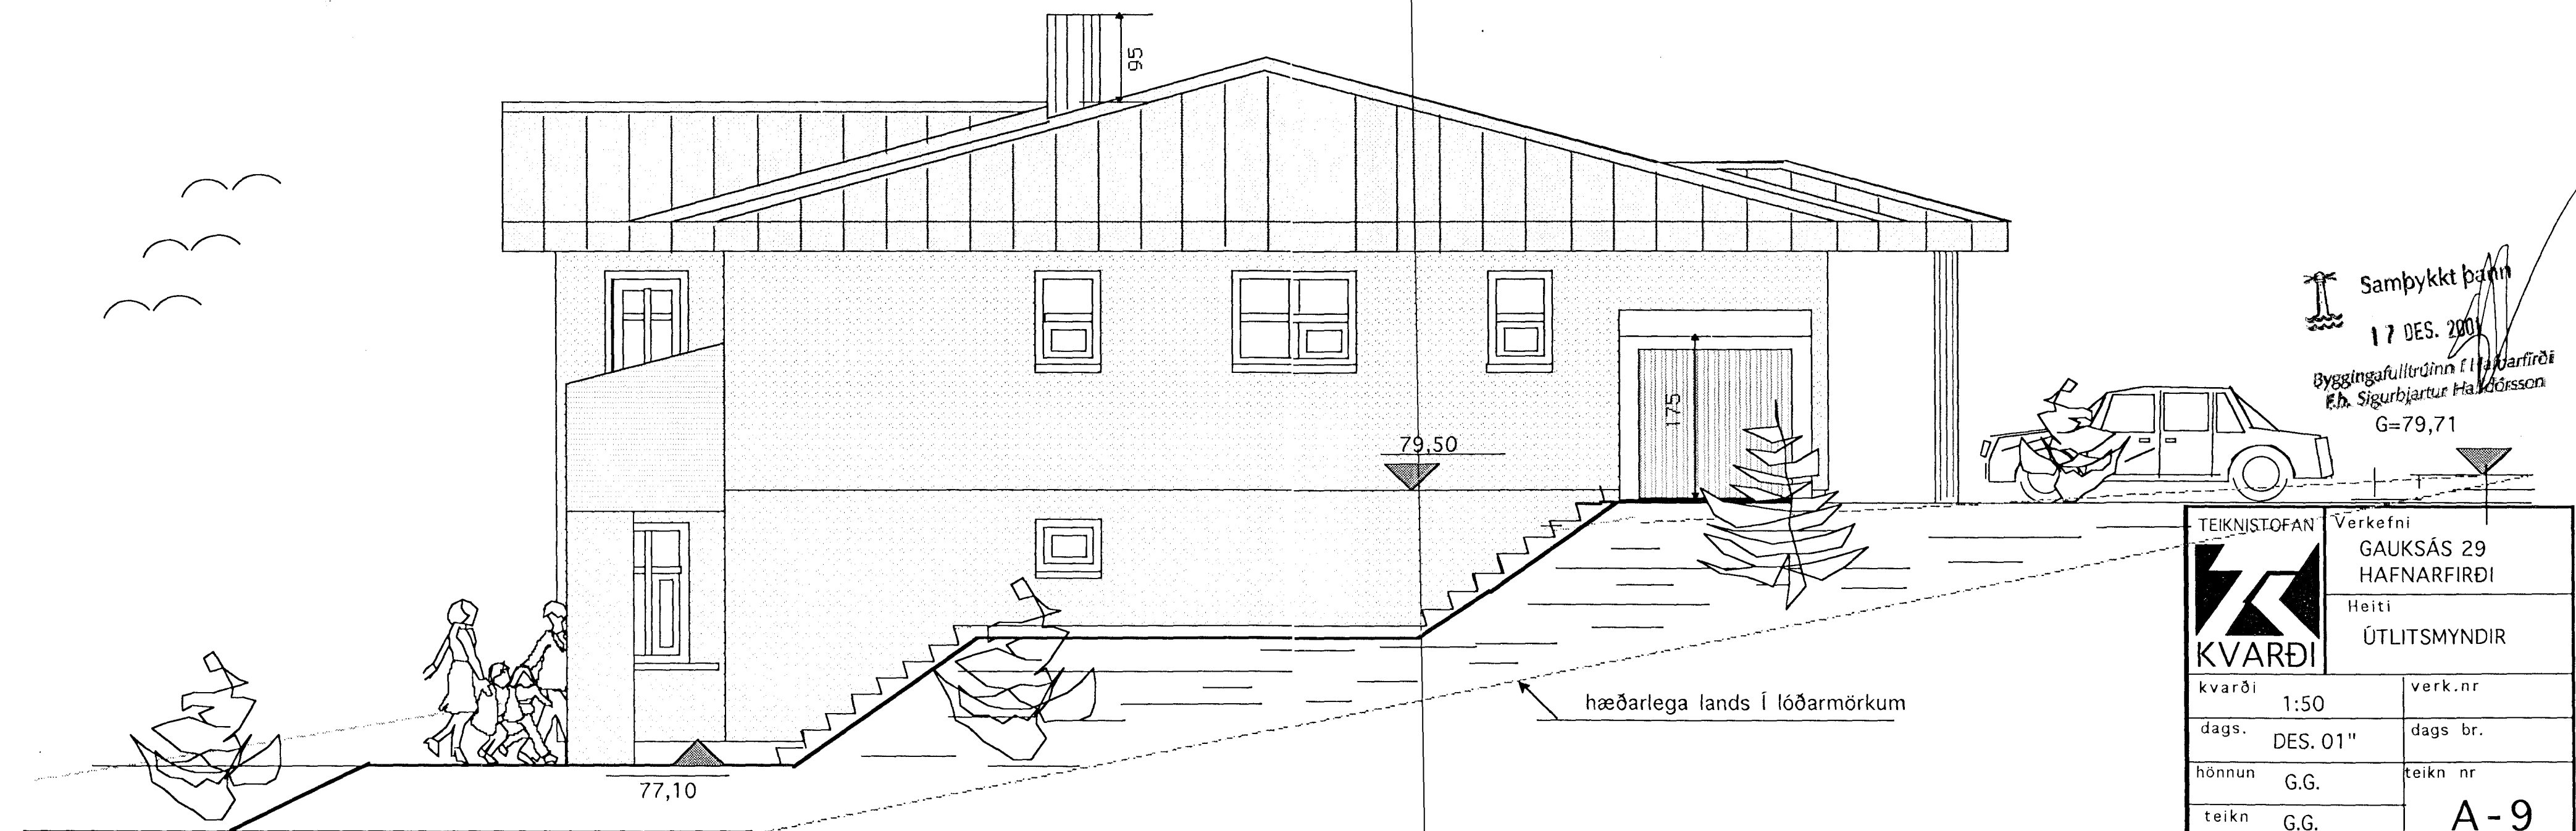 95
Samþykkt þann
17 DES. 2001
Byggingafulltrúinn í Hafnarfirði
F.h. Sigurbjartur Halldórsson
G=79,71
175
79,50
77,10
hæðarlega lands Í lóðarmörkum
TEIKNISTOFAN
KVARÐI
Verkefni
GAUKSÁS 29
HAFNARFIRÐI
Heiti
ÚTLITSMYNDIR
kvarði
1:50
verk.nr
dags.
DES. 01"
dags br.
hönnun
G.G.
teikn nr
A-9
teikn
G.G.